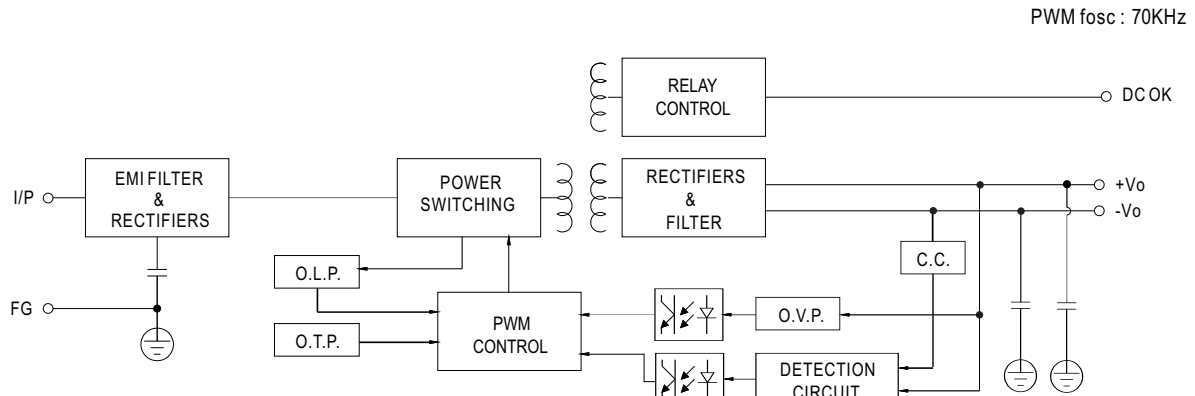 PWM fosc : 70KHz
RELAY
CONTROL
DC OK
EMI FILTER
&
RECTIFIERS
POWER
SWITCHING
RECTIFIERS
&
FILTER
I/P
+Vo
-Vo
C.C.
O.L.P.
FG
PWM
CONTROL
O.V.P.
O.T.P.
DETECTION
CIRCUIT